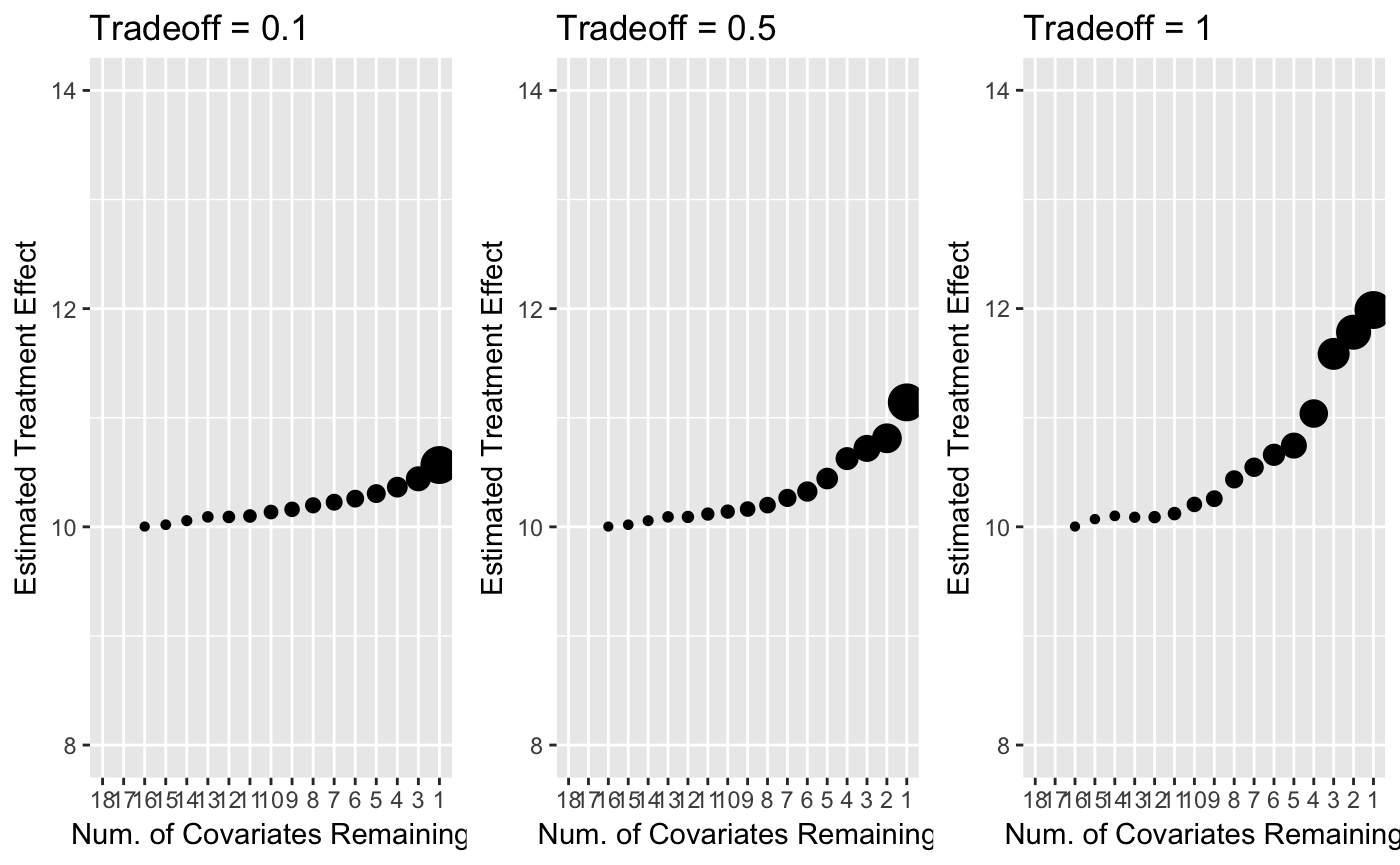 Tradeoff = 0.1
14
12
10
8
Estimated Treatment Effect
18 17 16 15 14 13 12 11 10 9 8 7 6 5 4 3 2 1
Num. of Covariates Remaining
Tradeoff = 0.5
14
12
10
8
Estimated Treatment Effect
18 17 16 15 14 13 12 11 10 9 8 7 6 5 4 3 2 1
Num. of Covariates Remaining
Tradeoff = 1
14
12
10
8
Estimated Treatment Effect
18 17 16 15 14 13 12 11 10 9 8 7 6 5 4 3 2 1
Num. of Covariates Remaining